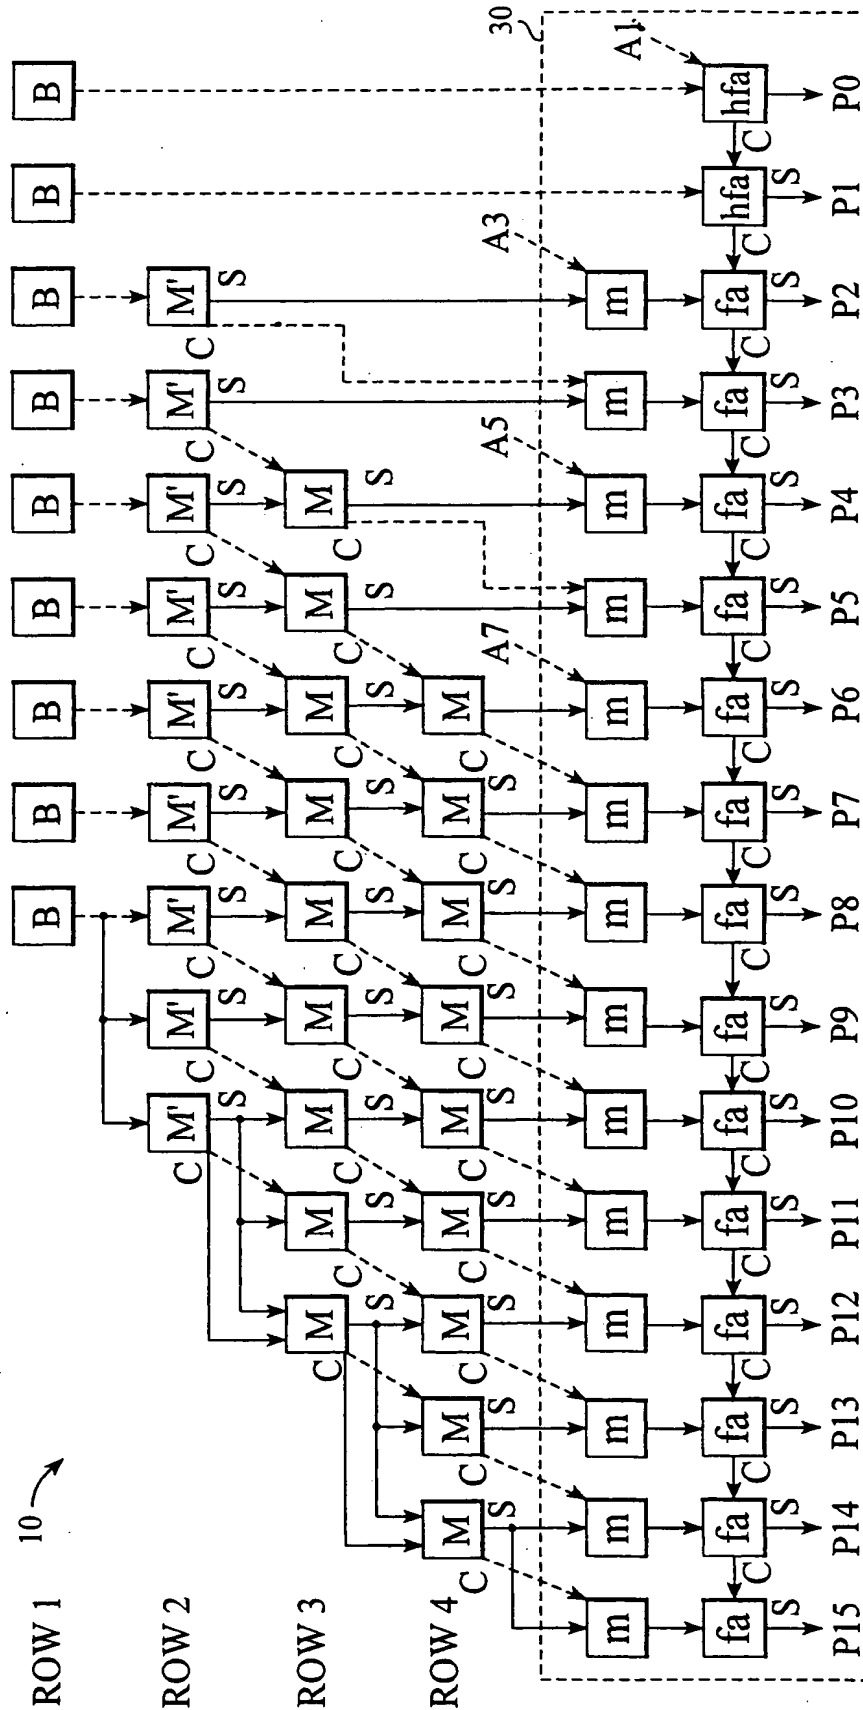 10
ROW 1 B B B B B B B B B
ROW 2 M' M' M' M' M' M' M' M' M'
C C C C C C C C C
S S S S S S S S S
ROW 3 M M M M M M M M M
C C C C C C C C C
S S S S S S S S S
ROW 4 M M M M M M M M M
C C C C C C C C C
S S S S S S S S
A7 A5 A3 30
m m m m m m m m m m m m m m
A1
fa fa fa fa fa fa fa fa fa fa fa fa fa fa hfa hfa
C C C C C C C C C C C C C C C
S S S S S S S S S S S S S S S
P15 P14 P13 P12 P11 P10 P9 P8 P7 P6 P5 P4 P3 P2 P1 P0